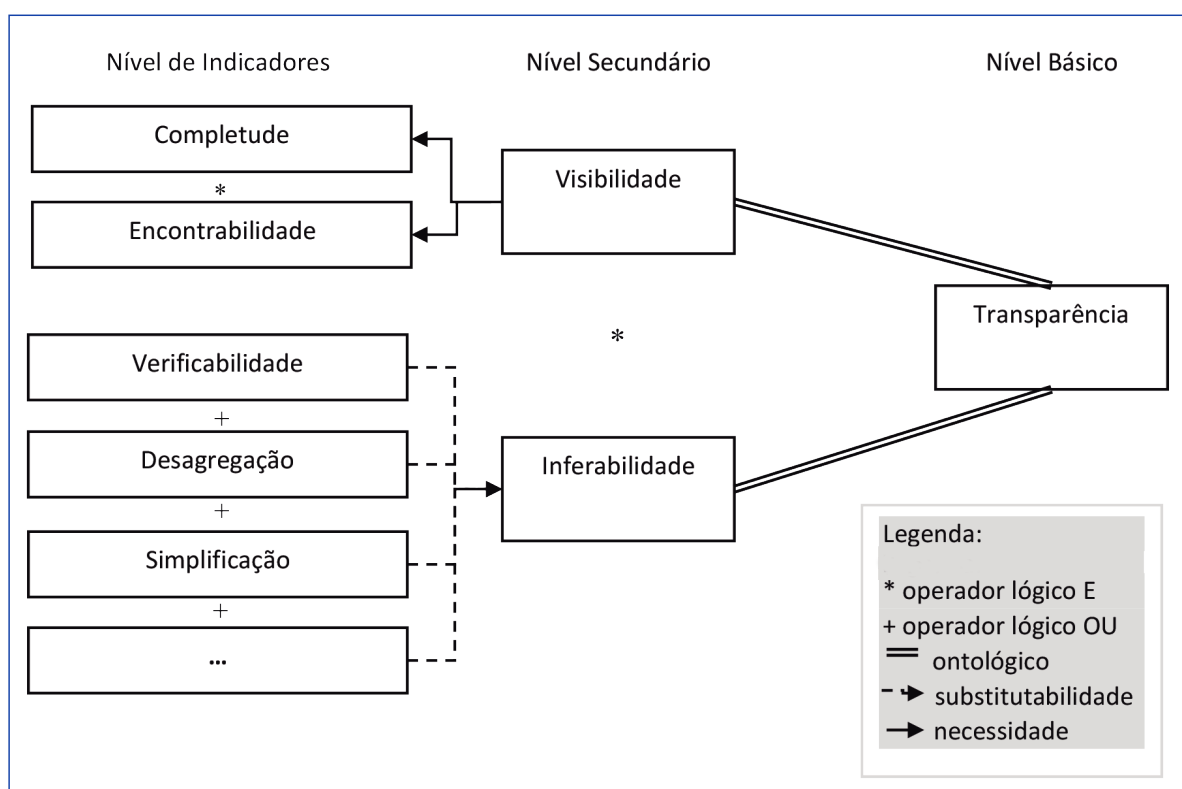 Nível de Indicadores
Nível Secundário
Nível Básico
Completude
*
Encontrabilidade
Visibilidade
Transparência
*
Verificabilidade
+
Desagregação
+
Simplificação
+
...
Inferabilidade
Legenda:
* operador lógico E
+ operador lógico OU
ontológico
substitutabilidade
necessidade